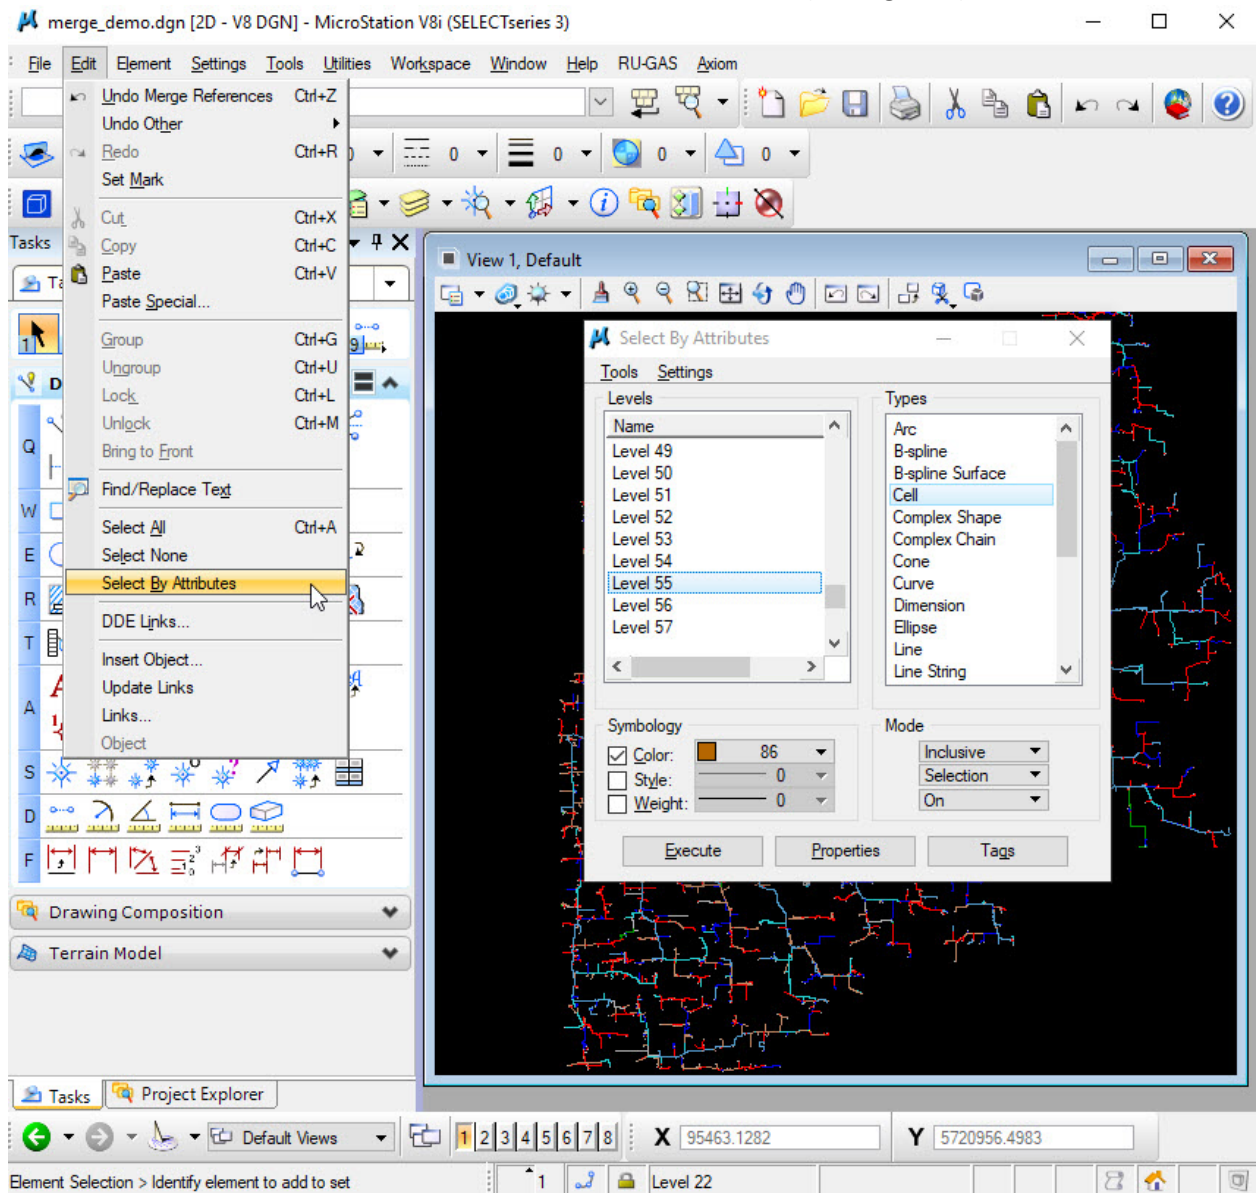 merge_demo.dgn [2D - V8 DGN] - MicroStation V8i (SELECTseries 3)
File Edit Element Settings Tools Utilities Workspace Window Help RU-GAS Axiom
Undo Merge References Ctrl+Z
Undo Other
Redo Ctrl+R
0 0 0 0
Set Mark
Cut Ctrl+X
Copy Ctrl+C
Paste Ctrl+V
Paste Special...
Group Ctrl+G
Ungroup Ctrl+U
Lock Ctrl+L
Unlock Ctrl+M
Bring to Front
Find/Replace Text
Select All Ctrl+A
Select None
Select By Attributes
DDE Links...
Insert Object...
Update Links
Links...
Object
Tasks
1
9
Q
W
E
R
T
A
S
D
F
Drawing Composition
Terrain Model
Tasks Project Explorer
View 1, Default
Select By Attributes
Tools Settings
Levels
Name
Level 49
Level 50
Level 51
Level 52
Level 53
Level 54
Level 55
Level 56
Level 57
Types
Arc
B-spline
B-spline Surface
Cell
Complex Shape
Complex Chain
Cone
Curve
Dimension
Ellipse
Line
Line String
Symbology
Color: 86
Style: 0
Weight: 0
Mode
Inclusive
Selection
On
Execute Properties Tags
Default Views 1 2 3 4 5 6 7 8 X 95463.1282 Y 5720956.4983
Element Selection > Identify element to add to set 1 Level 22